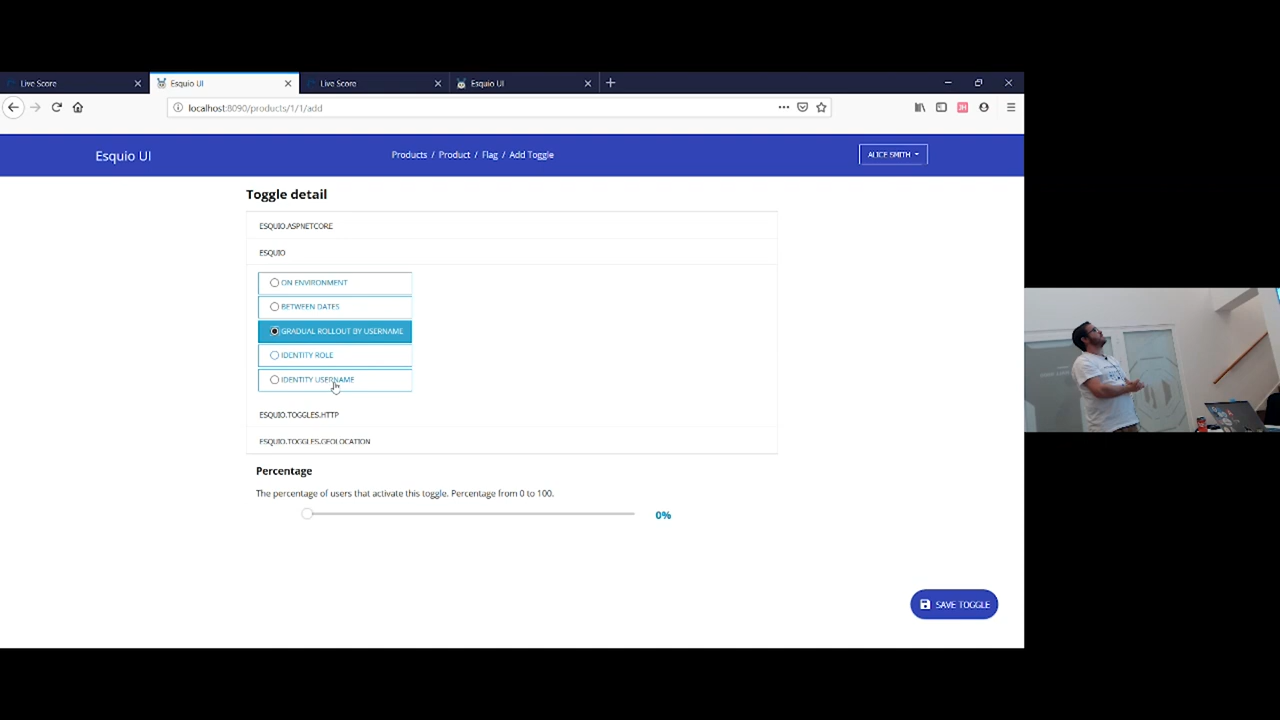 Live Score
Esquio UI
Live Score
Esquio UI
localhost:8090/products/1/1/add
Esquio UI
Products / Product / Flag / Add Toggle
ALICE SMITH
Toggle detail
ESQUIO.ASPNETCORE
ESQUIO
ON ENVIRONMENT
BETWEEN DATES
GRADUAL ROLLOUT BY USERNAME
IDENTITY ROLE
IDENTITY USERNAME
ESQUIO.TOGGLES.HTTP
ESQUIO.TOGGLES.GEOLOCATION
Percentage
The percentage of users that activate this toggle. Percentage from 0 to 100.
0%
SAVE TOGGLE